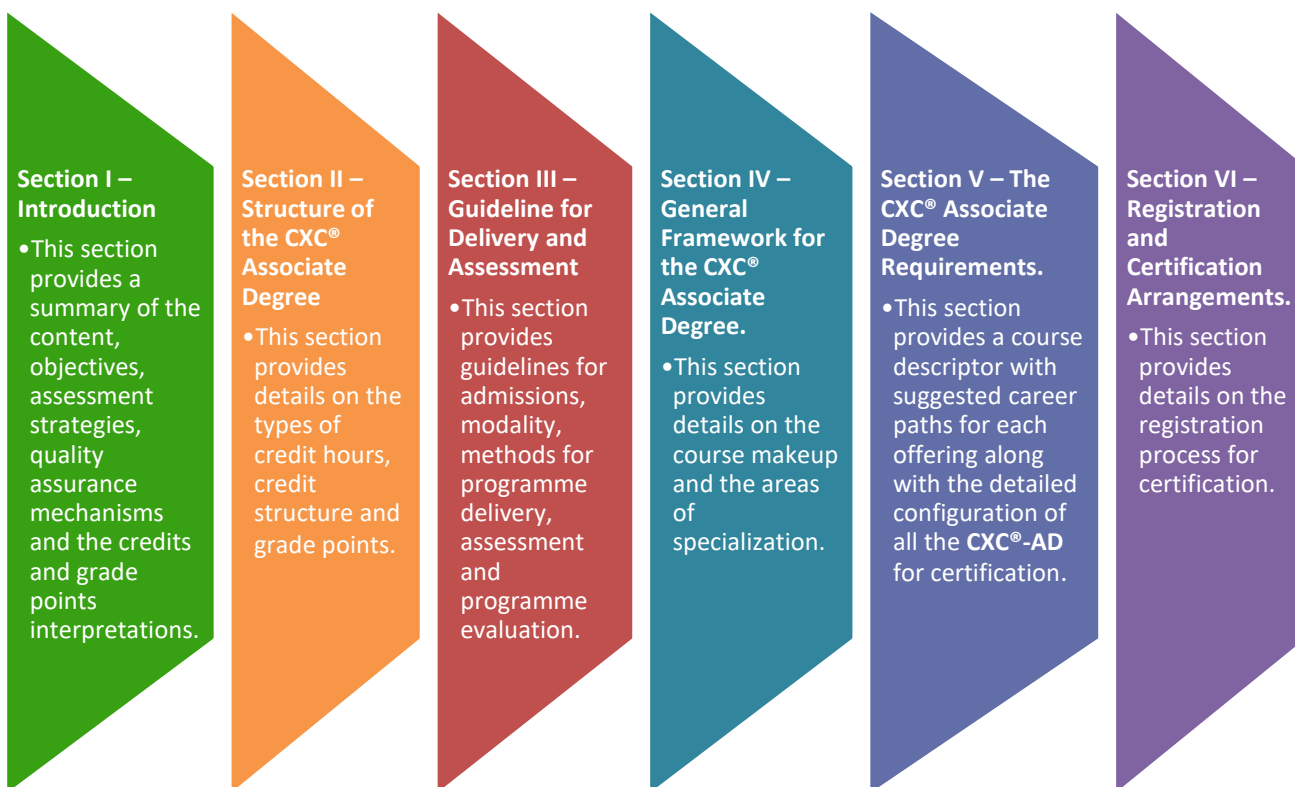 Section I –
Introduction
•This section
provides a
summary of the
content,
objectives,
assessment
strategies,
quality
assurance
mechanisms
and the credits
and grade
points
interpretations.
Section II –
Structure of
the CXC®
Associate
Degree
•This section
provides
details on the
types of
credit hours,
credit
structure and
grade points.
Section III –
Guideline for
Delivery and
Assessment
•This section
provides
guidelines for
admissions,
modality,
methods for
programme
delivery,
assessment
and
programme
evaluation.
Section IV –
General
Framework for
the CXC®
Associate
Degree.
•This section
provides
details on the
course makeup
and the areas
of
specialization.
Section V – The
CXC® Associate
Degree
Requirements.
•This section
provides a course
descriptor with
suggested career
paths for each
offering along
with the detailed
configuration of
all the CXC®-AD
for certification.
Section VI –
Registration
and
Certification
Arrangements.
•This section
provides
details on the
registration
process for
certification.